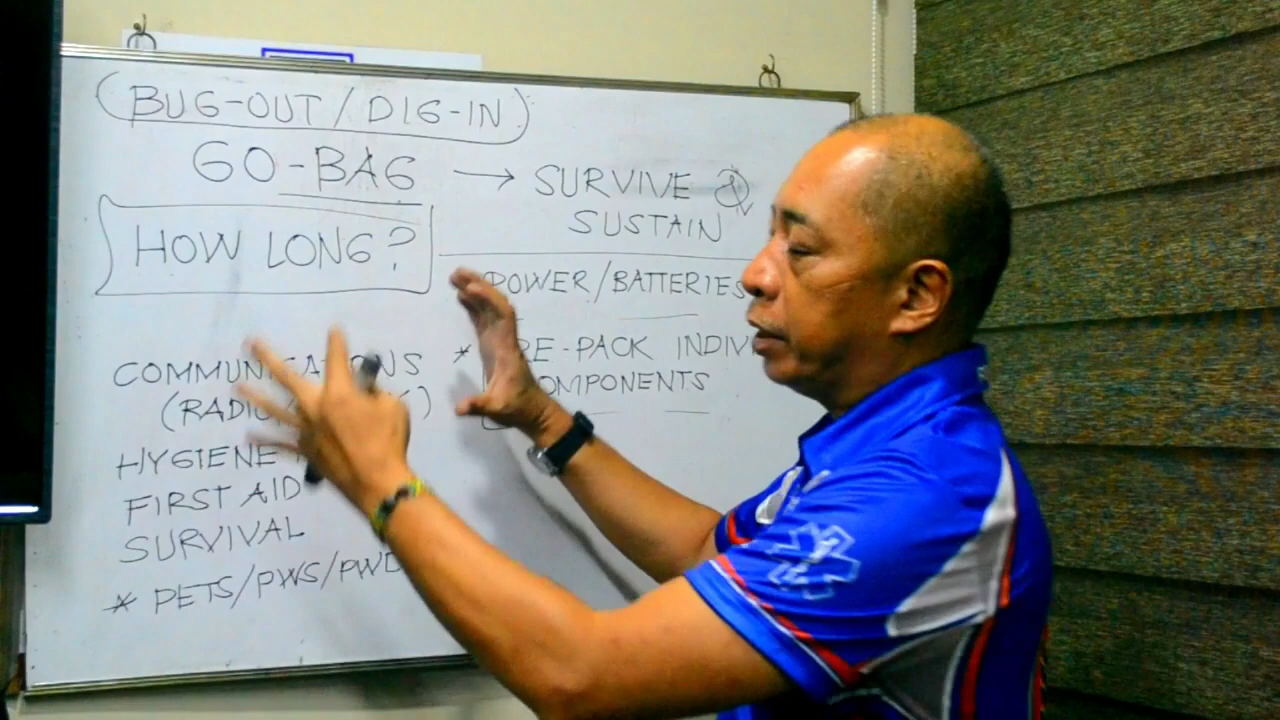 (BUG-OUT / DIG-IN)
GO-BAG → SURVIVE &
SUSTAIN
HOW LONG?
POWER/BATTERIES
* PRE-PACK INDIV
COMPONENTS
COMMUNICATIONS
HYGIENE
FIRST AID
SURVIVAL
* PETS/PWS/PWD